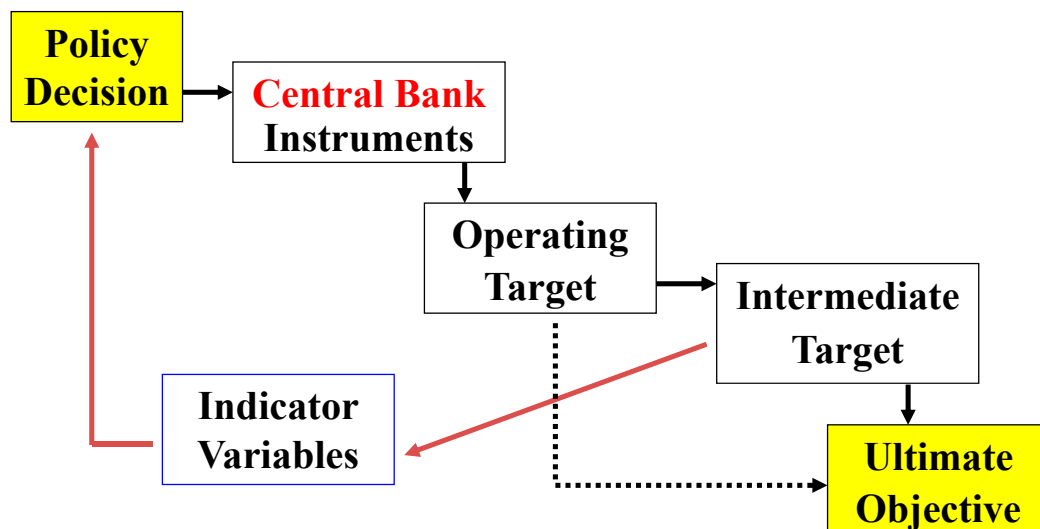 Policy
Decision
Central Bank
Instruments
Operating
Target
Intermediate
Target
Indicator
Variables
Ultimate
Objective